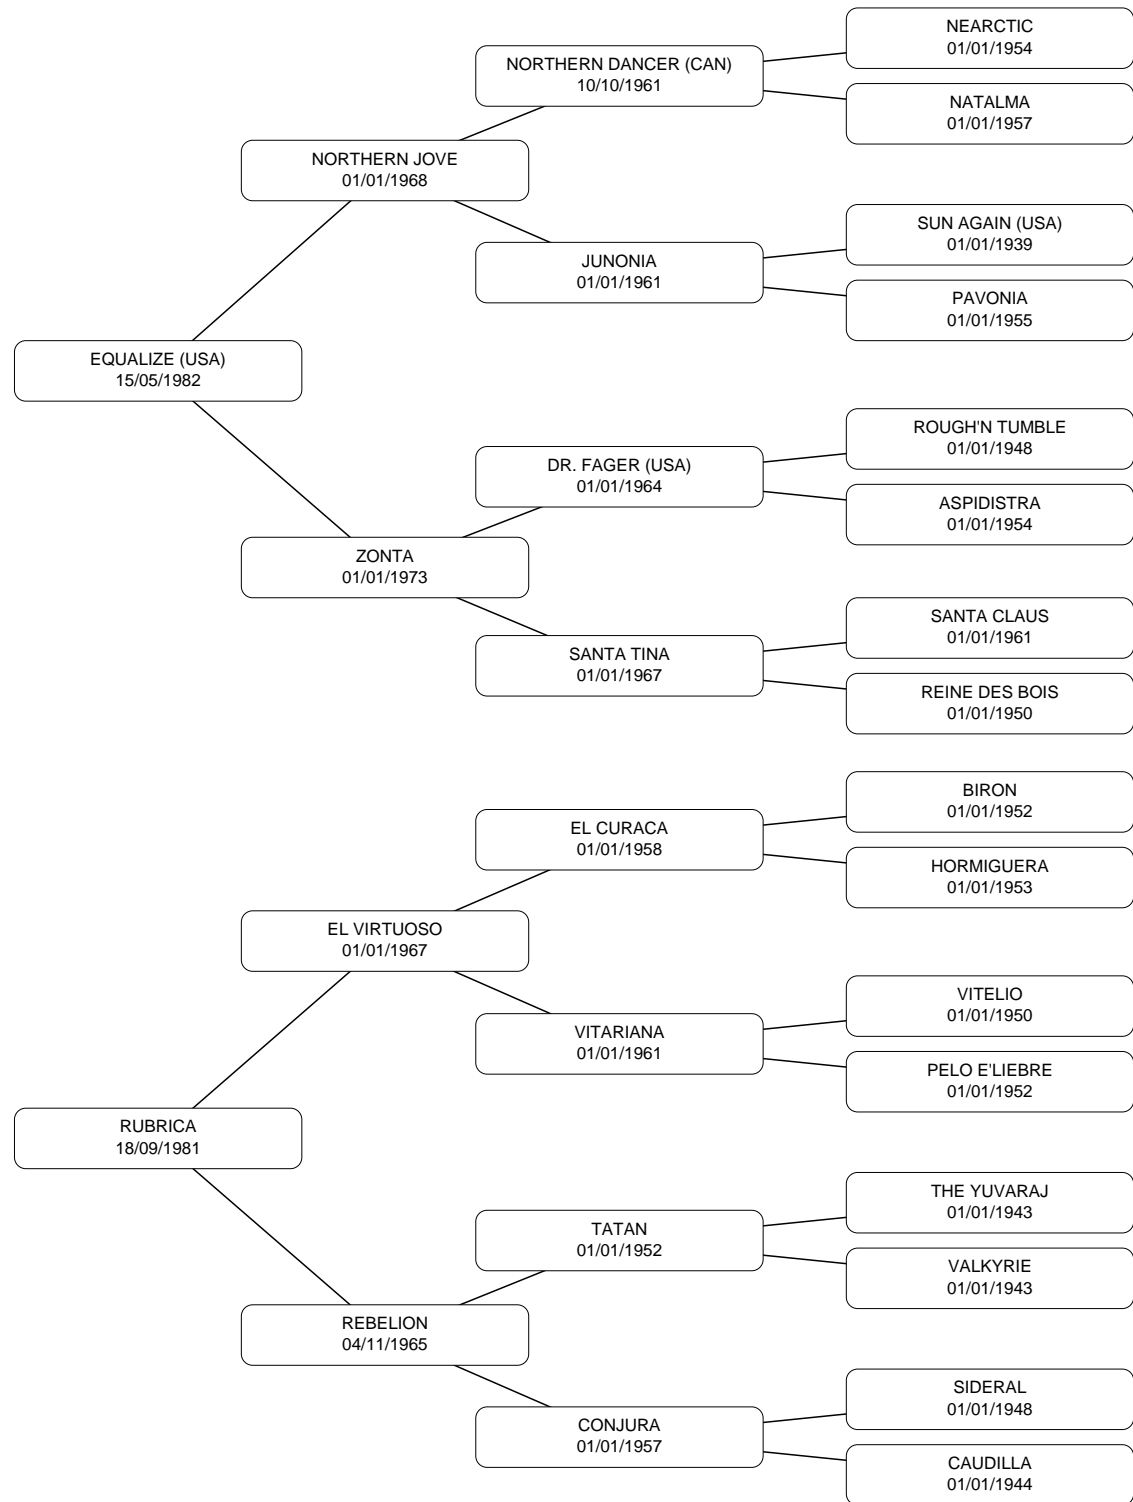 NEARCTIC
01/01/1954
NORTHERN DANCER (CAN)
10/10/1961
NATALMA
01/01/1957
NORTHERN JOVE
01/01/1968
SUN AGAIN (USA)
01/01/1939
JUNONIA
01/01/1961
PAVONIA
01/01/1955
EQUALIZE (USA)
15/05/1982
ROUGH'N TUMBLE
01/01/1948
DR. FAGER (USA)
01/01/1964
ASPIDISTRA
01/01/1954
ZONTA
01/01/1973
SANTA CLAUS
01/01/1961
SANTA TINA
01/01/1967
REINE DES BOIS
01/01/1950
BIRON
01/01/1952
EL CURACA
01/01/1958
HORMIGUERA
01/01/1953
EL VIRTUOSO
01/01/1967
VITELIO
01/01/1950
VITARIANA
01/01/1961
PELO E'LIEBRE
01/01/1952
RUBRICA
18/09/1981
THE YUVARAJ
01/01/1943
TATAN
01/01/1952
VALKYRIE
01/01/1943
REBELION
04/11/1965
SIDERAL
01/01/1948
CONJURA
01/01/1957
CAUDILLA
01/01/1944